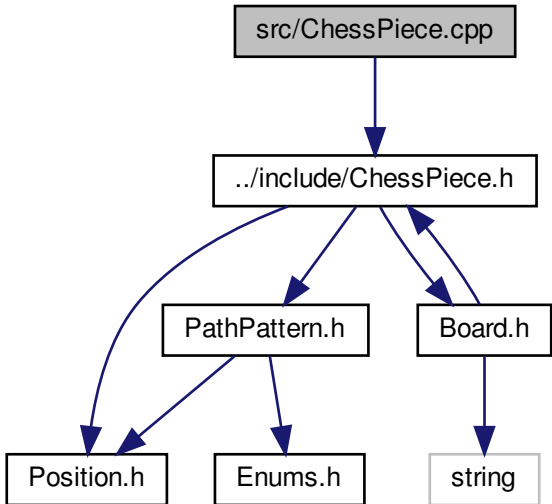 src/ChessPiece.cpp
../include/ChessPiece.h
PathPattern.h
Board.h
Position.h
Enums.h
string